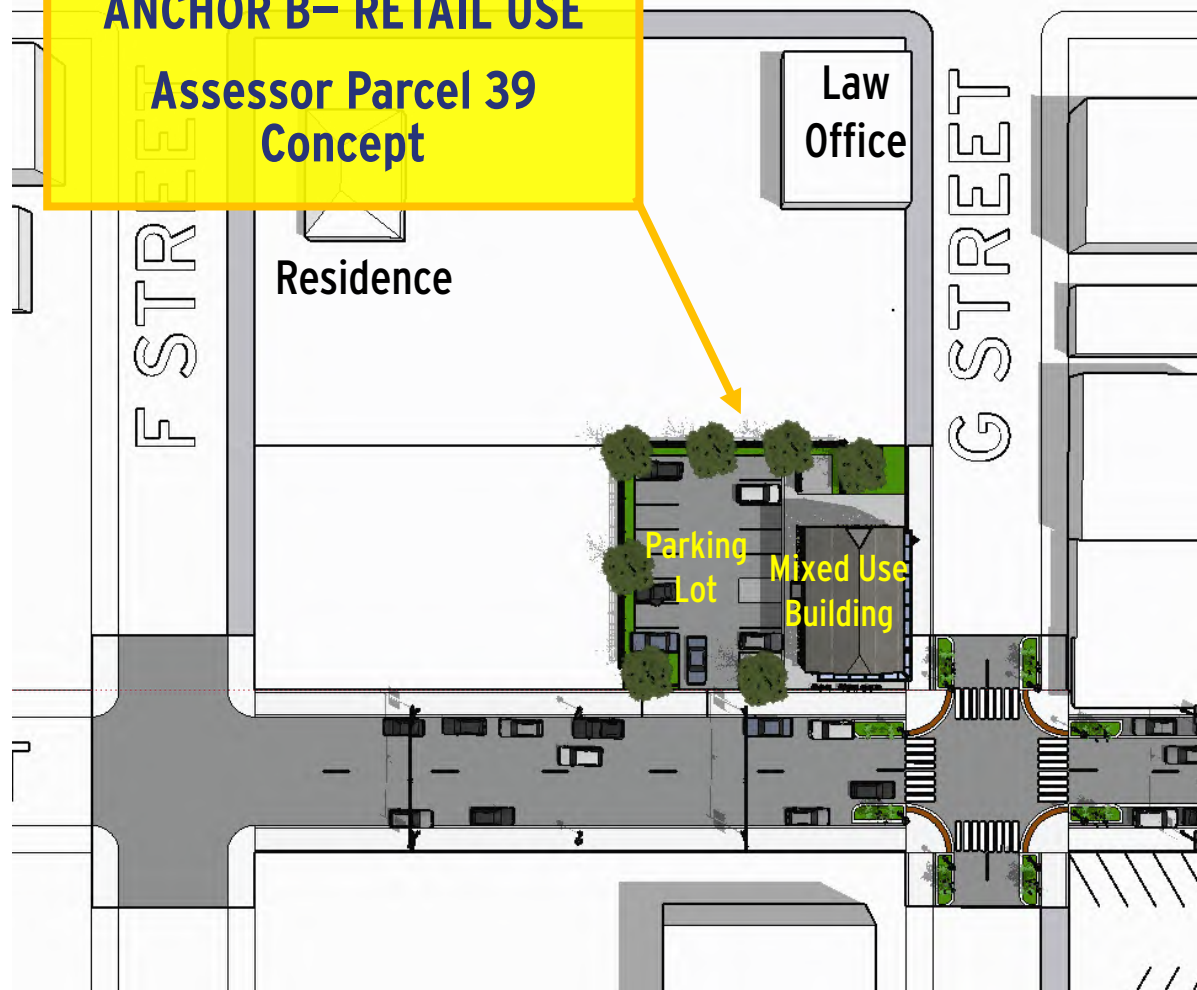 ANCHOR B– RETAIL USE
Assessor Parcel 39
Concept
Law
Office
Residence
F STREET
G STREET
Parking
Lot
Mixed Use
Building